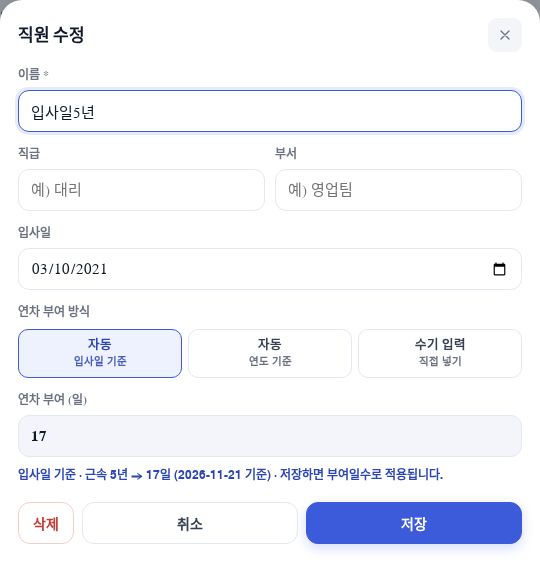 직원 수정
이름 *
입사일5년
직급
부서
예) 대리
예) 영업팀
입사일
03/10/2021
연차 부여 방식
자동
입사일 기준
자동
연도 기준
수기 입력
직접 넣기
연차 부여 (일)
17
입사일 기준 · 근속 5년 → 17일 (2026-11-21 기준) · 저장하면 부여일수로 적용됩니다.
삭제
취소
저장